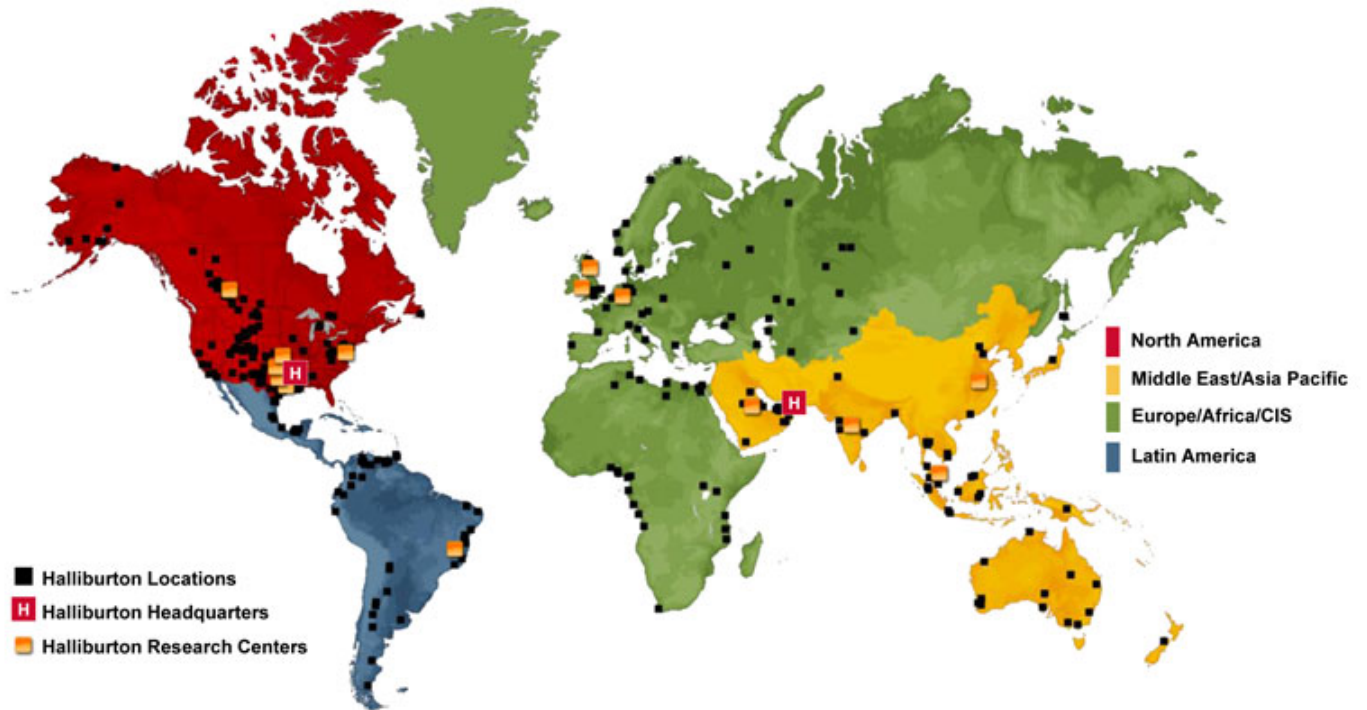 H
H
North America
Middle East/Asia Pacific
Europe/Africa/CIS
Latin America
Halliburton Locations
H Halliburton Headquarters
Halliburton Research Centers